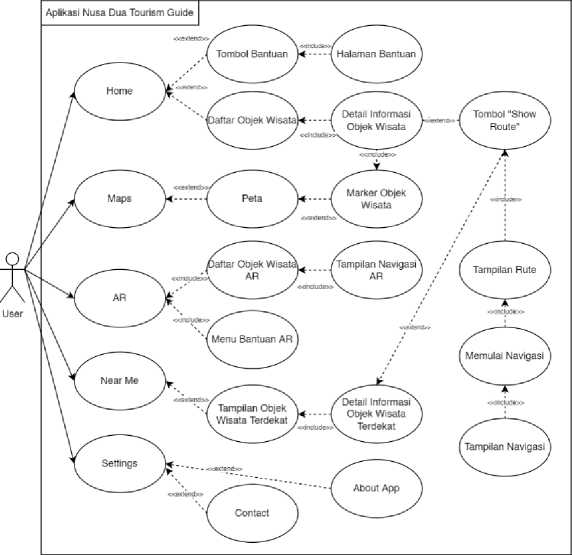 Aplikasi Nusa Dua Tourism Guide
<<extend>>
Tombol Bantuan
<<include>>
Halaman Bantuan
Home
<<extend>>
Daftar Objek Wisata
<<include>>
Detail Informasi
Objek Wisata
<<extend>>
Tombol "Show
Route"
<<include>>
Maps
<<extend>>
Peta
<<extend>>
Marker Objek
Wisata
<<include>>
User
AR
<<include>>
Daftar Objek Wisata
AR
<<include>>
Tampilan Navigasi
AR
Tampilan Rute
<<include>>
Menu Bantuan AR
<<include>>
<<extend>>
Memulai Navigasi
Near Me
<<extend>>
Tampilan Objek
Wisata Terdekat
<<include>>
Detail Informasi
Objek Wisata
Terdekat
<<include>>
Tampilan Navigasi
Settings
<<extend>>
About App
<<extend>>
Contact